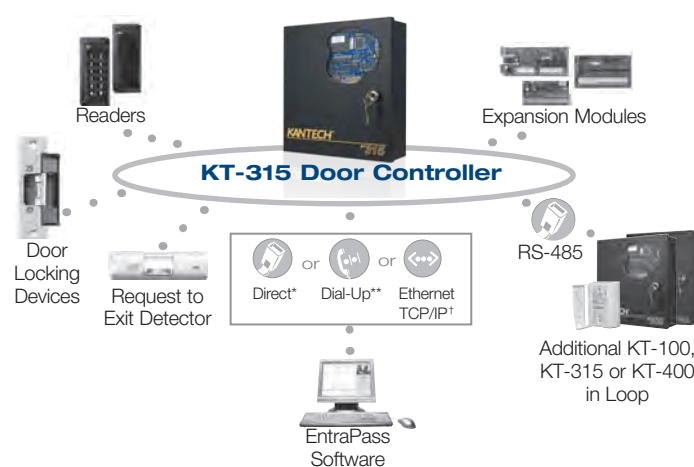 Readers
KANTECH
315
Expansion Modules
KT-315 Door Controller
Door
Locking
Devices
Request to
Exit Detector
or
or
Direct*
Dial-Up**
Ethernet
TCP/IP†
RS-485
Additional KT-100,
KT-315 or KT-400
in Loop
EntraPass
Software